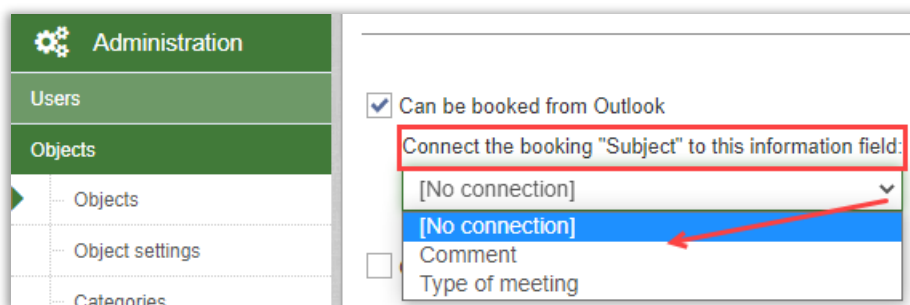 Administration
Users
Objects
Objects
Object settings
Categories
Can be booked from Outlook
Connect the booking "Subject" to this information field:
[No connection]
[No connection]
Comment
Type of meeting